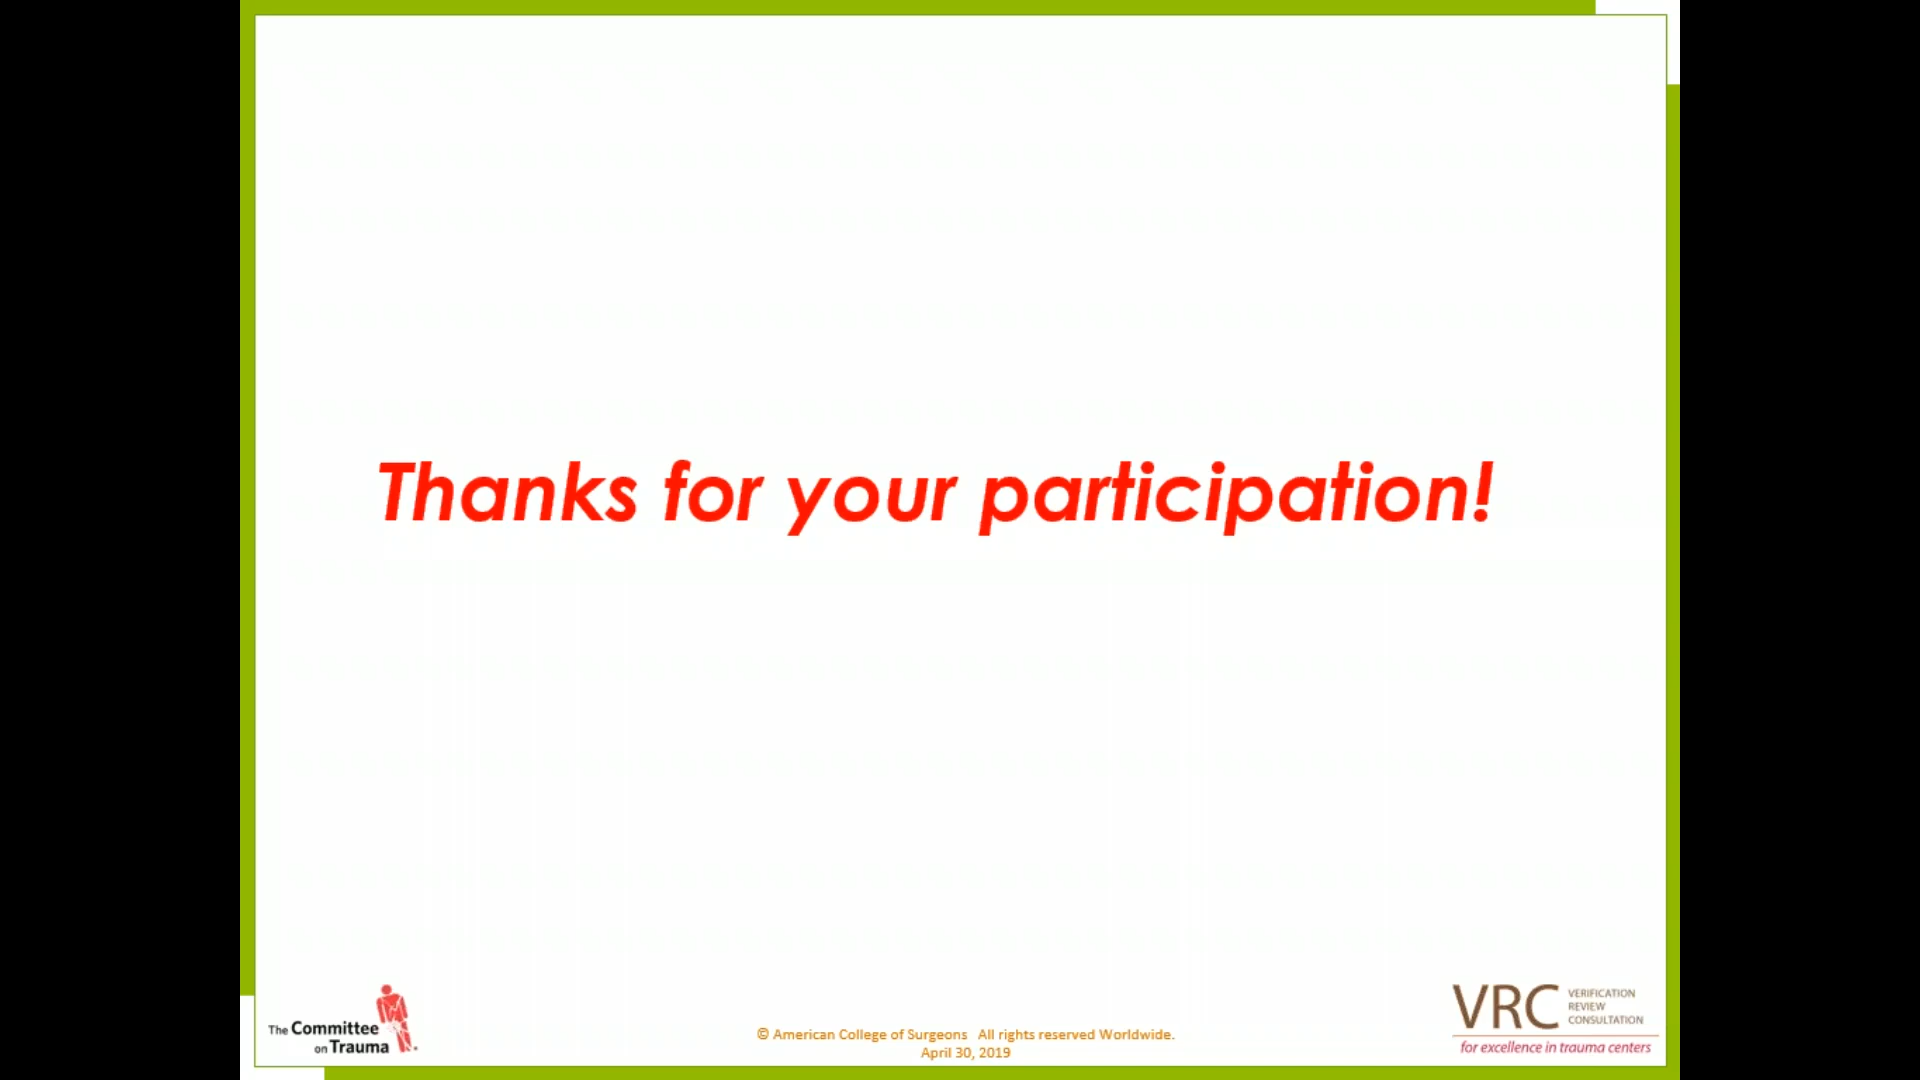 Thanks for your participation!
The Committee
on Trauma
© American College of Surgeons All rights reserved Worldwide.
April 30, 2019
VRC
VERIFICATION
REVIEW
CONSULTATION
for excellence in trauma centers